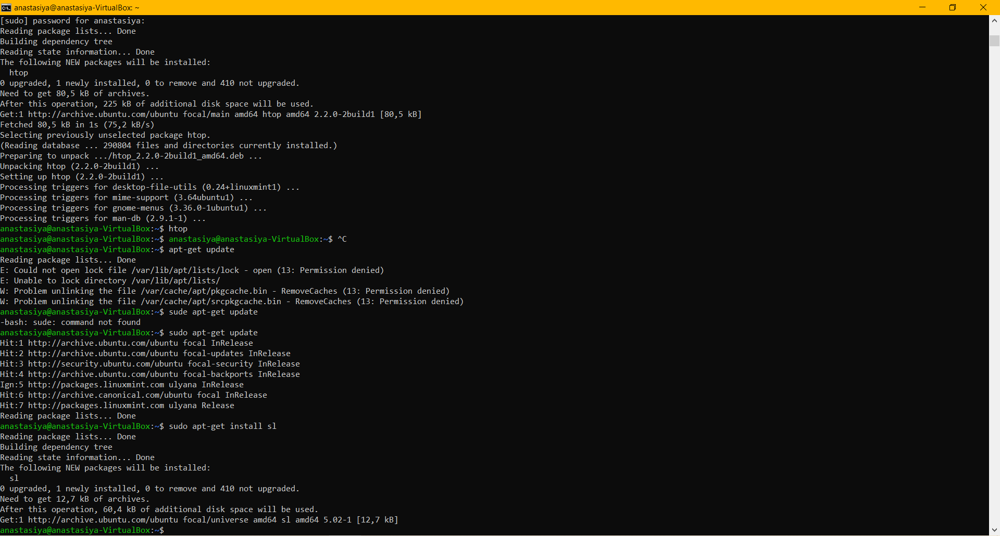 anastasiya@anastasiya-VirtualBox: ~
[sudo] password for anastasiya:
Reading package lists... Done
Building dependency tree
Reading state information... Done
The following NEW packages will be installed:
  htop
0 upgraded, 1 newly installed, 0 to remove and 410 not upgraded.
Need to get 80,5 kB of archives.
After this operation, 225 kB of additional disk space will be used.
Get:1 http://archive.ubuntu.com/ubuntu focal/main amd64 htop amd64 2.2.0-2build1 [80,5 kB]
Fetched 80,5 kB in 1s (75,2 kB/s)
Selecting previously unselected package htop.
(Reading database ... 290804 files and directories currently installed.)
Preparing to unpack .../htop_2.2.0-2build1_amd64.deb ...
Unpacking htop (2.2.0-2build1) ...
Setting up htop (2.2.0-2build1) ...
Processing triggers for desktop-file-utils (0.24+linuxmint1) ...
Processing triggers for mime-support (3.64ubuntu1) ...
Processing triggers for gnome-menus (3.36.0-1ubuntu1) ...
Processing triggers for man-db (2.9.1-1) ...
anastasiya@anastasiya-VirtualBox:~$ htop
anastasiya@anastasiya-VirtualBox:~$ anastasiya@anastasiya-VirtualBox:~$ ^C
anastasiya@anastasiya-VirtualBox:~$ apt-get update
Reading package lists... Done
E: Could not open lock file /var/lib/apt/lists/lock - open (13: Permission denied)
E: Unable to lock directory /var/lib/apt/lists/
W: Problem unlinking the file /var/cache/apt/pkgcache.bin - RemoveCaches (13: Permission denied)
W: Problem unlinking the file /var/cache/apt/srcpkgcache.bin - RemoveCaches (13: Permission denied)
anastasiya@anastasiya-VirtualBox:~$ sude apt-get update
-bash: sude: command not found
anastasiya@anastasiya-VirtualBox:~$ sudo apt-get update
Hit:1 http://archive.ubuntu.com/ubuntu focal InRelease
Hit:2 http://archive.ubuntu.com/ubuntu focal-updates InRelease
Hit:3 http://security.ubuntu.com/ubuntu focal-security InRelease
Hit:4 http://archive.ubuntu.com/ubuntu focal-backports InRelease
Ign:5 http://packages.linuxmint.com ulyana InRelease
Hit:6 http://archive.canonical.com/ubuntu focal InRelease
Hit:7 http://packages.linuxmint.com ulyana Release
Reading package lists... Done
anastasiya@anastasiya-VirtualBox:~$ sudo apt-get install sl
Reading package lists... Done
Building dependency tree
Reading state information... Done
The following NEW packages will be installed:
  sl
0 upgraded, 1 newly installed, 0 to remove and 410 not upgraded.
Need to get 12,7 kB of archives.
After this operation, 60,4 kB of additional disk space will be used.
Get:1 http://archive.ubuntu.com/ubuntu focal/universe amd64 sl amd64 5.02-1 [12,7 kB]
anastasiya@anastasiya-VirtualBox:~$